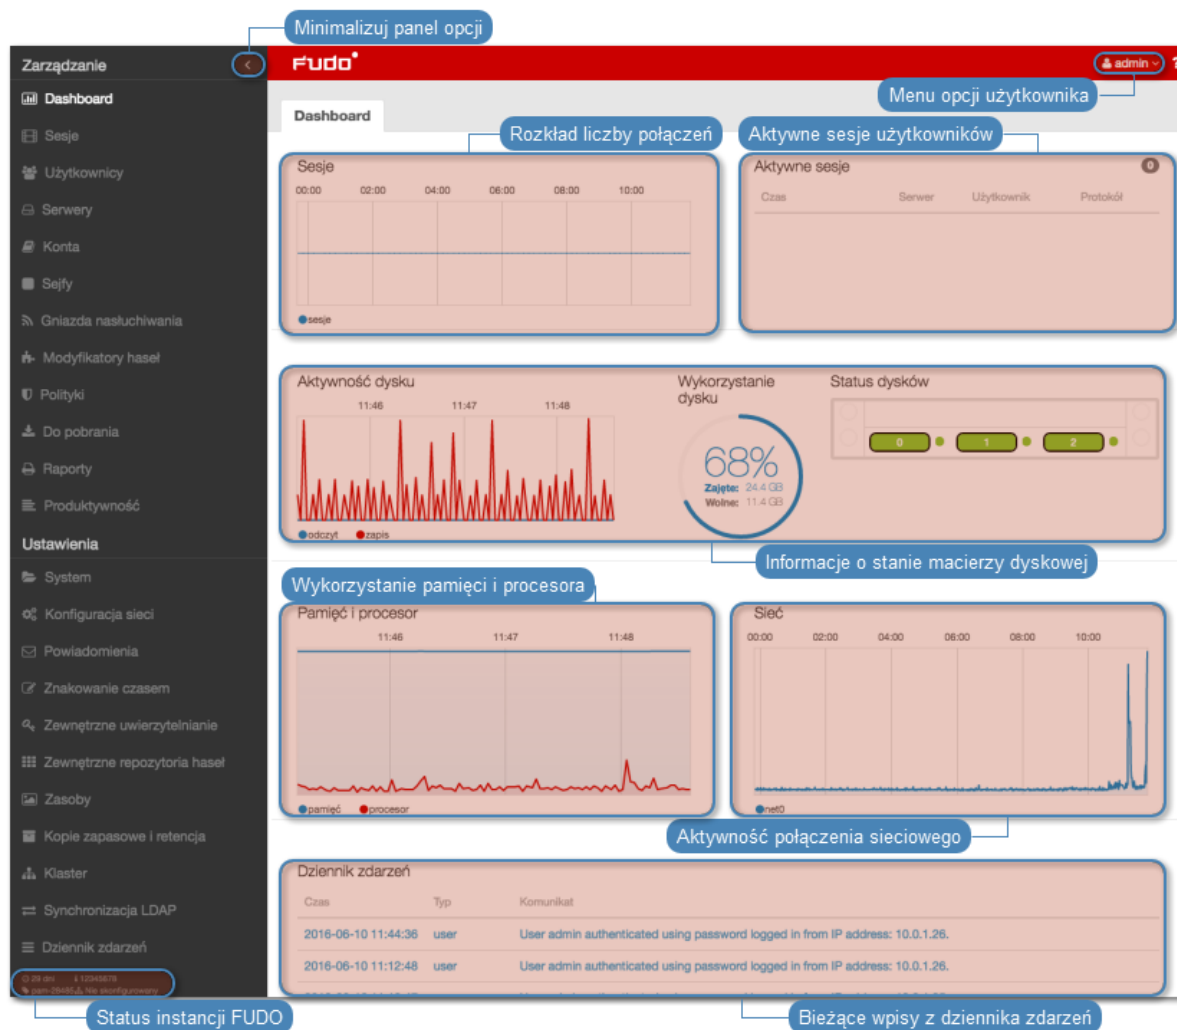 Minimalizuj panel opcji
Zarządzanie
Fudo
admin
?
Menu opcji użytkownika
Dashboard
Sesje
Użytkownicy
Serwery
Konta
Sejfy
Gniazda nasłuchiwania
Modyfikatory haseł
Polityki
Do pobrania
Raporty
Produktywność
Ustawienia
System
Konfiguracja sieci
Powiadomienia
Znakowanie czasem
Zewnętrzne uwierzytelnianie
Zewnętrzne repozytoria haseł
Zasoby
Kopie zapasowe i retencja
Klaster
Synchronizacja LDAP
Dziennik zdarzeń
29 dni 12345678
pam-29485 Nie skonfigurowany
Status instancji FUDO
Dashboard
Rozkład liczby połączeń
Sesje
00:00 02:00 04:00 06:00 08:00 10:00
sesje
Aktywne sesje użytkowników
Aktywne sesje 0
Czas Serwer Użytkownik Protokół
Aktywność dysku
11:46 11:47 11:48
odczyt zapis
Wykorzystanie
dysku
68%
Zajęte: 24.4 GB
Wolne: 11.4 GB
Status dysków
0 1 2
Informacje o stanie macierzy dyskowej
Wykorzystanie pamięci i procesora
Pamięć i procesor
11:46 11:47 11:48
pamięć procesor
Sieć
00:00 02:00 04:00 06:00 08:00 10:00
net0
Aktywność połączenia sieciowego
Dziennik zdarzeń
Czas Typ Komunikat
2016-06-10 11:44:36 user User admin authenticated using password logged in from IP address: 10.0.1.26.
2016-06-10 11:12:48 user User admin authenticated using password logged in from IP address: 10.0.1.26.
Bieżące wpisy z dziennika zdarzeń